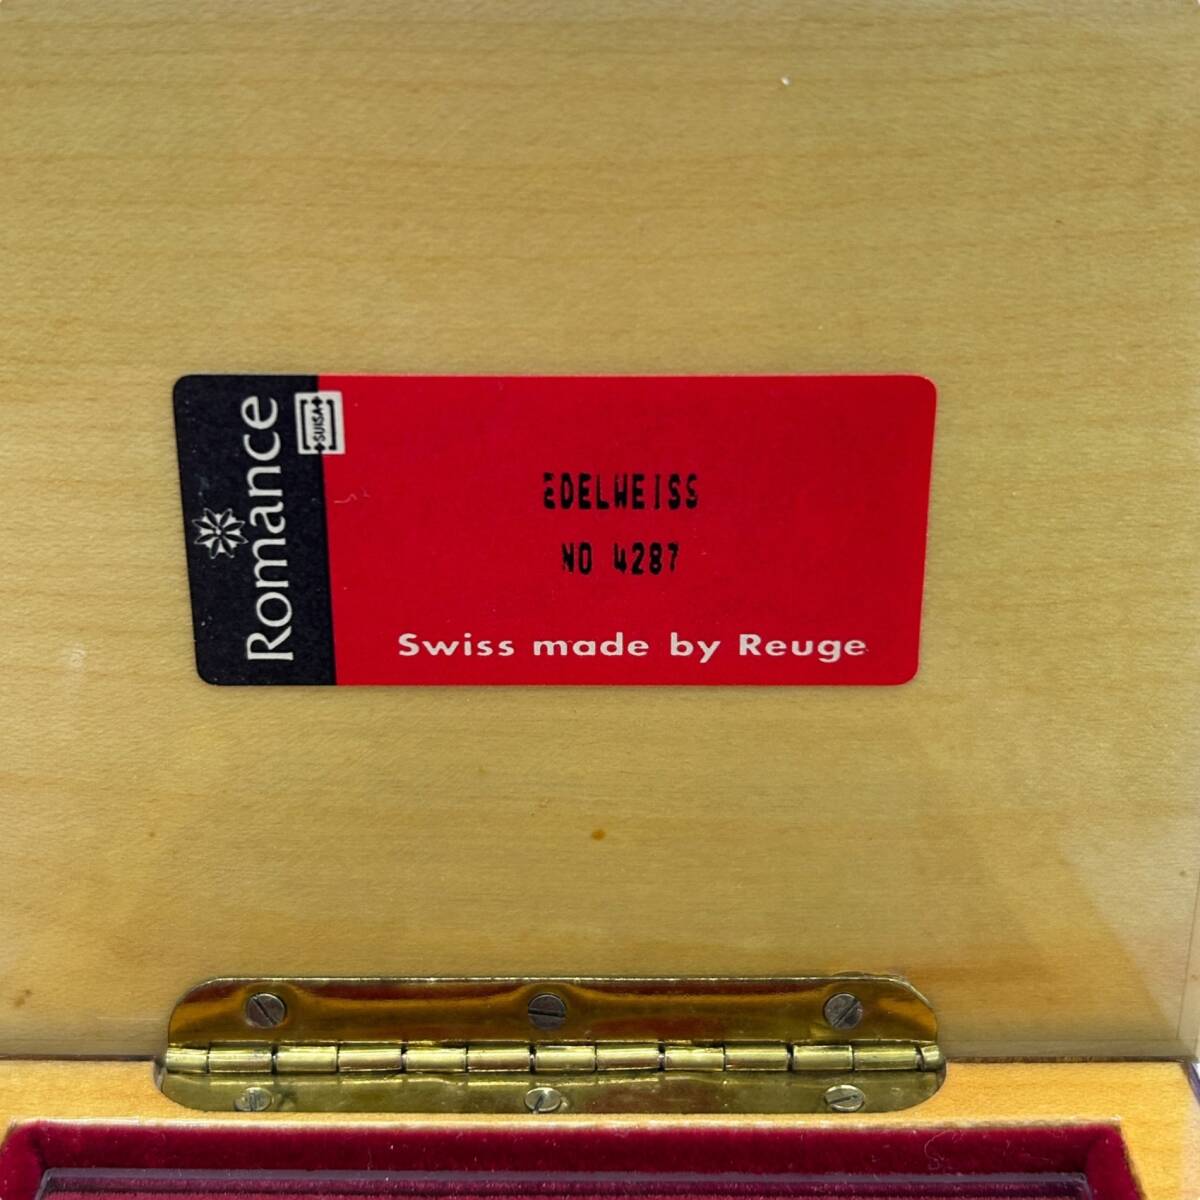 Romance
SUISA
EDELWEISS
NO 4287
Swiss made by Reuge